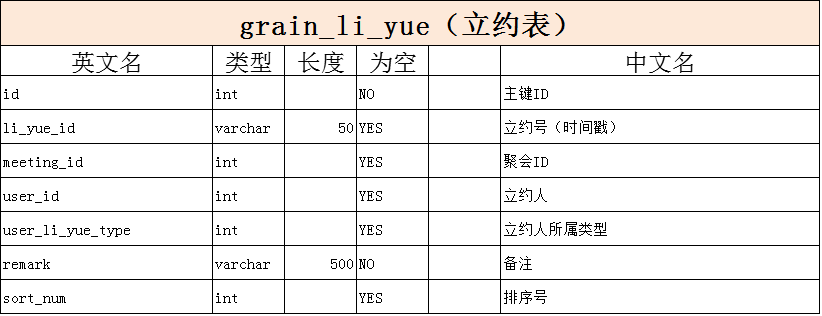 grain_li_yue（立约表）
英文名 类型 长度 为空 中文名
id int NO 主键ID
li_yue_id varchar 50 YES 立约号（时间戳）
meeting_id int YES 聚会ID
user_id int YES 立约人
user_li_yue_type int YES 立约人所属类型
remark varchar 500 NO 备注
sort_num int YES 排序号